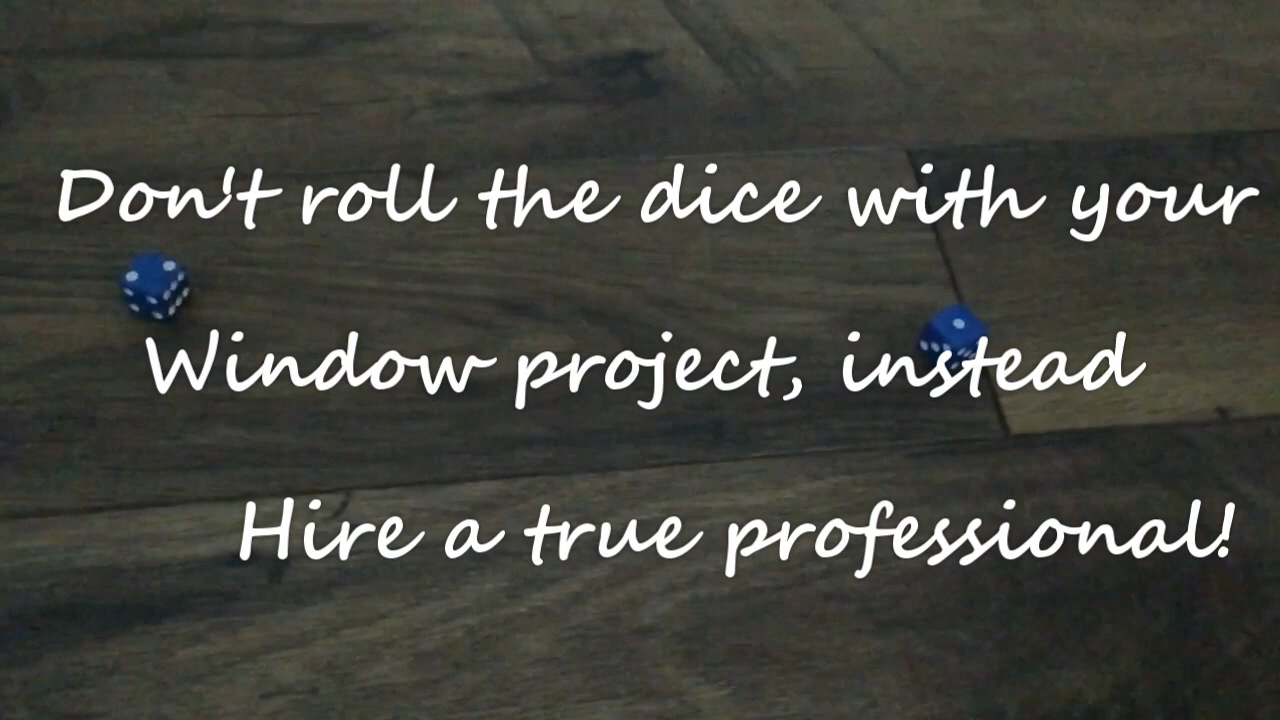 Don't roll the dice with your
Window project, instead
Hire a true professional!